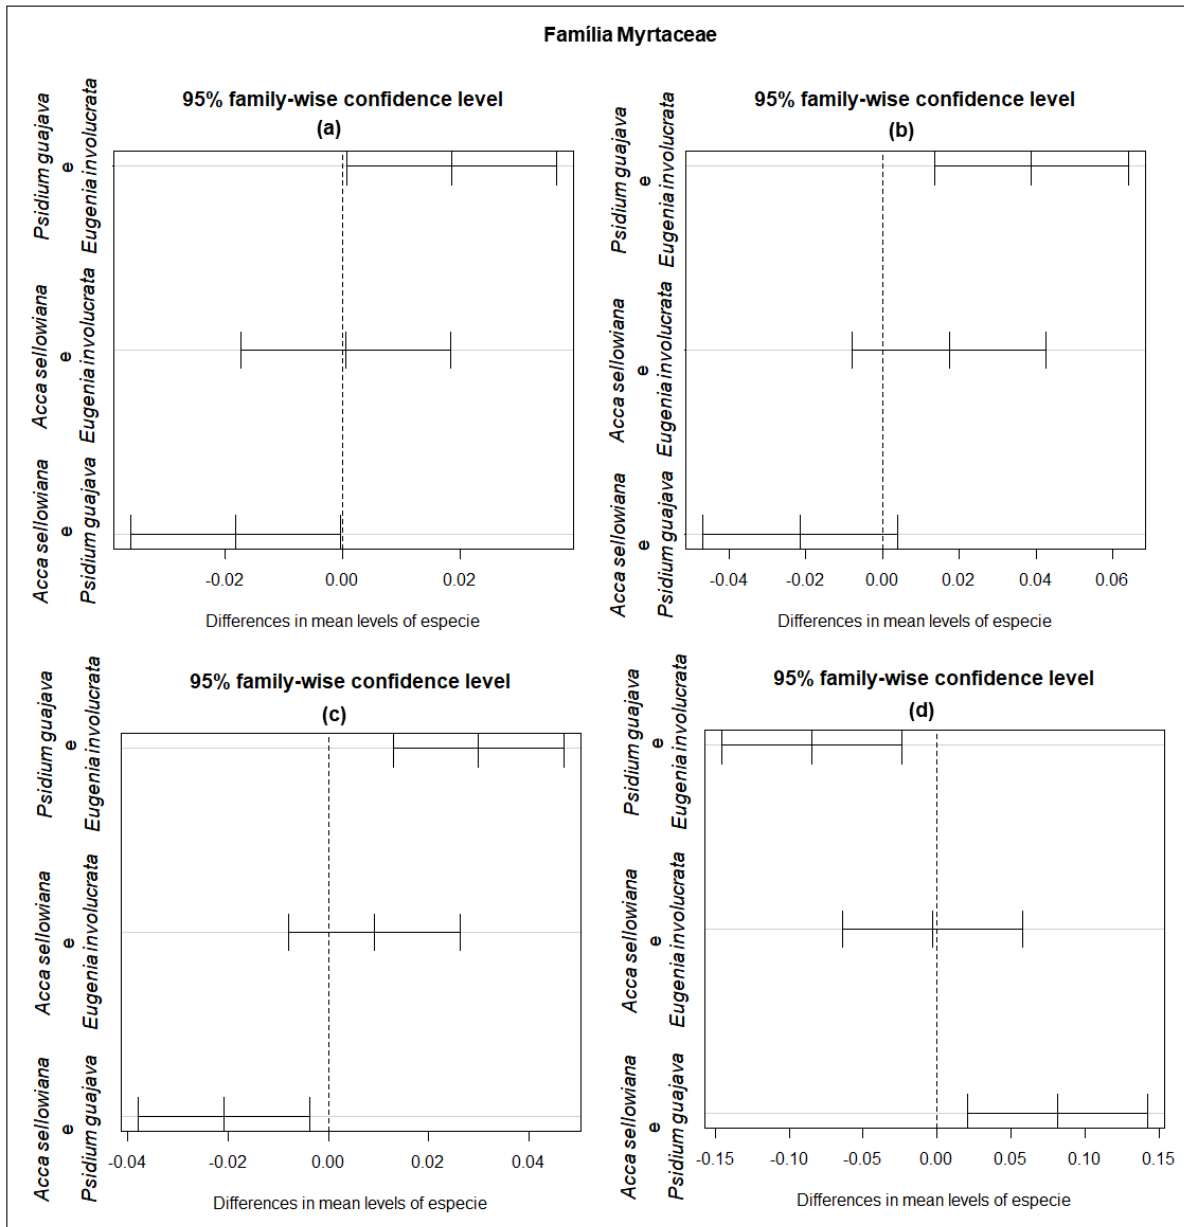 Família Myrtaceae
95% family-wise confidence level
(a)
Psidium guajava
e
Eugenia involucrata
Acca sellowiana
e
Eugenia involucrata
Acca sellowiana
e
Psidium guajava
-0.02 0.00 0.02
Differences in mean levels of especie
95% family-wise confidence level
(b)
Psidium guajava
e
Eugenia involucrata
Acca sellowiana
e
Eugenia involucrata
Acca sellowiana
e
Psidium guajava
-0.04 -0.02 0.00 0.02 0.04 0.06
Differences in mean levels of especie
95% family-wise confidence level
(c)
Psidium guajava
e
Eugenia involucrata
Acca sellowiana
e
Eugenia involucrata
Acca sellowiana
e
Psidium guajava
-0.04 -0.02 0.00 0.02 0.04
Differences in mean levels of especie
95% family-wise confidence level
(d)
Psidium guajava
e
Eugenia involucrata
Acca sellowiana
e
Eugenia involucrata
Acca sellowiana
e
Psidium guajava
-0.15 -0.10 -0.05 0.00 0.05 0.10 0.15
Differences in mean levels of especie